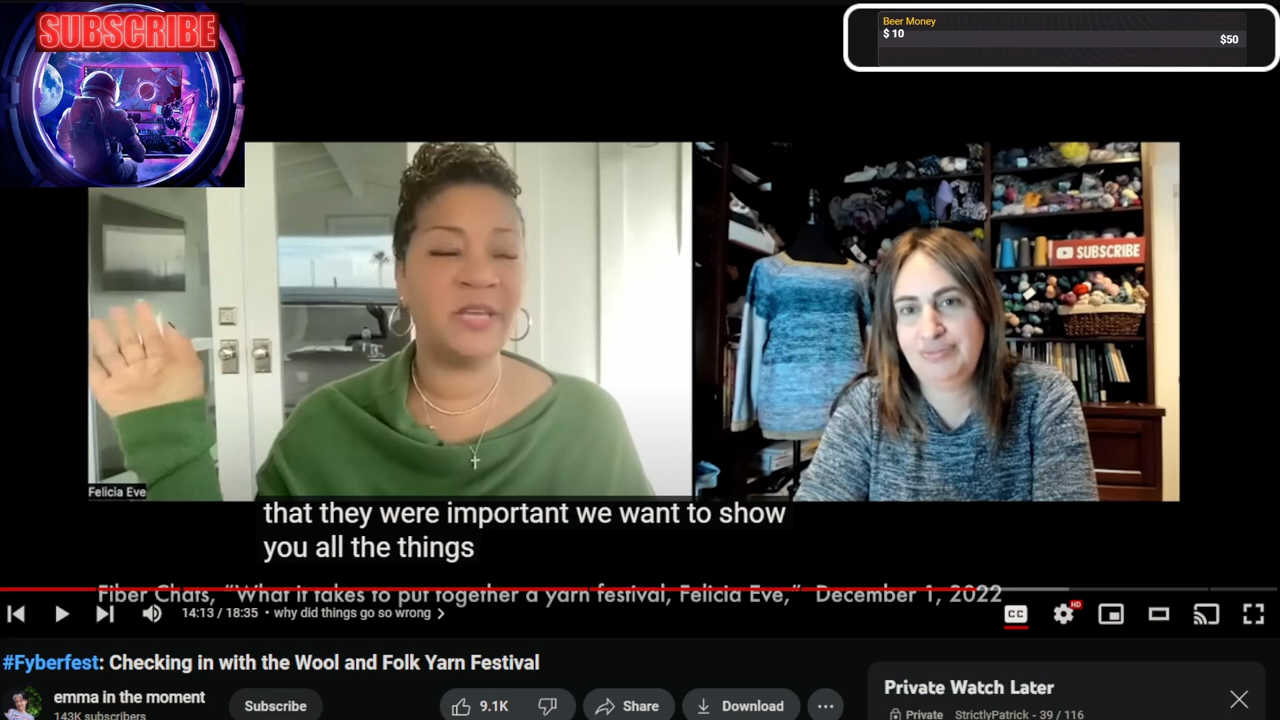 SUBSCRIBE
Beer Money
$ 10
$50
SUBSCRIBE
Felicia Eve
that they were important we want to show
you all the things
Fiber Chats, “What it takes to put together a yarn festival, Felicia Eve,” December 1, 2022
14:13 / 18:35 • why did things go so wrong
CC
HD
#Fyberfest: Checking in with the Wool and Folk Yarn Festival
emma in the moment
143K subscribers
Subscribe
9.1K
Share
Download
Private Watch Later
Private StrictlyPatrick - 39 / 116